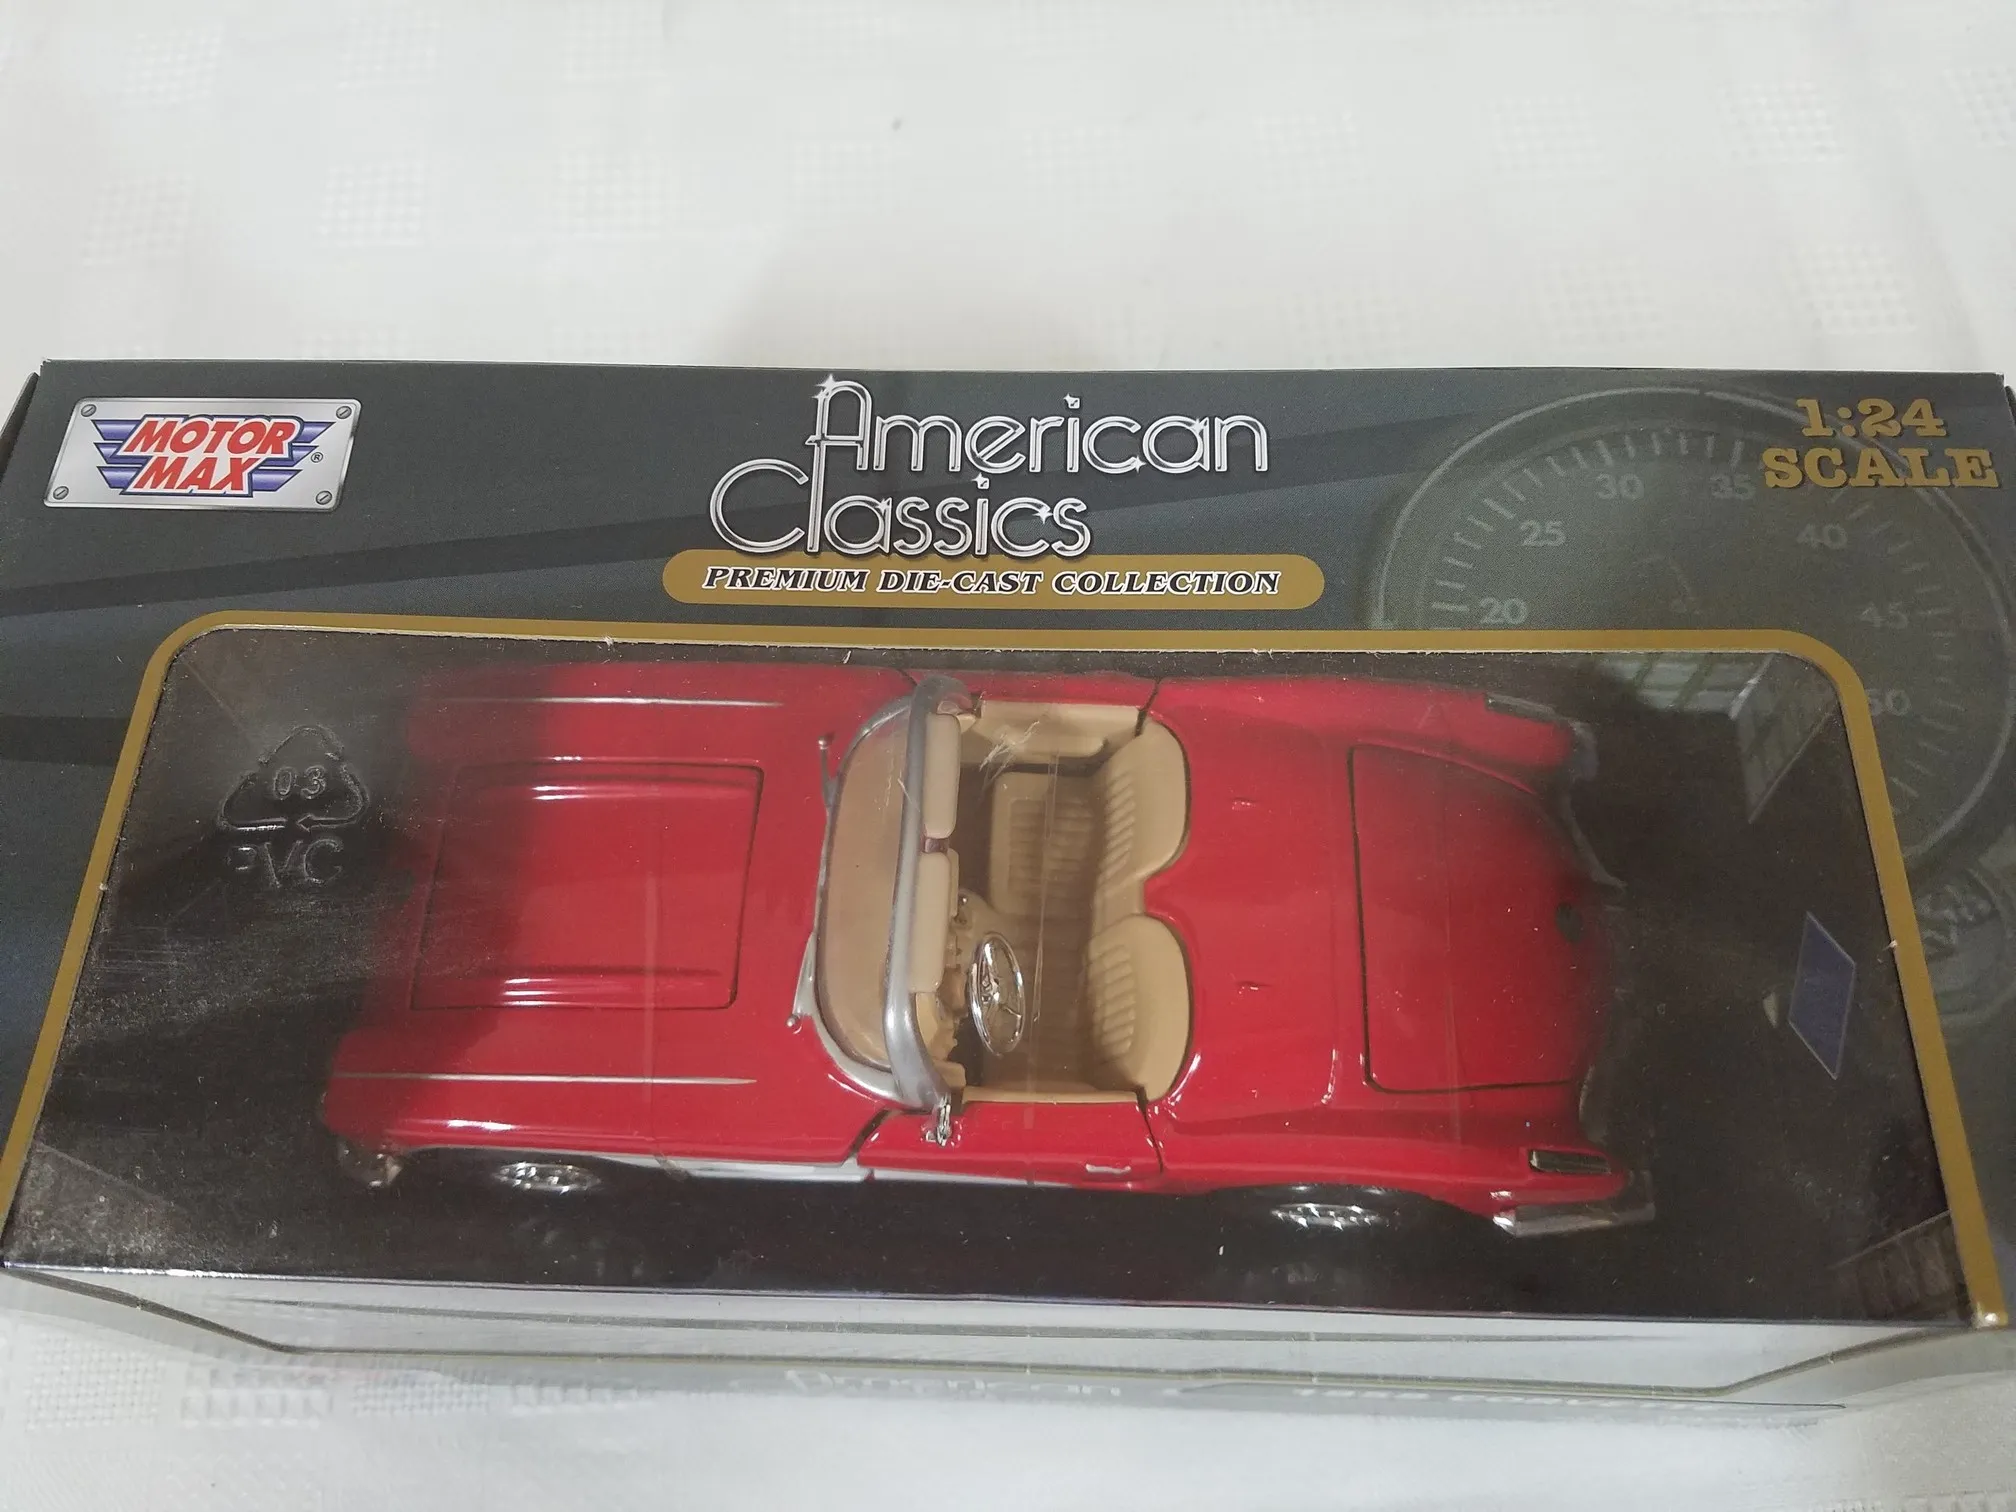 MOTOR
MAX®
American
Classics
PREMIUM DIE-CAST COLLECTION
1:24
SCALE
20
25
30
35
40
45
50
03
PVC
American